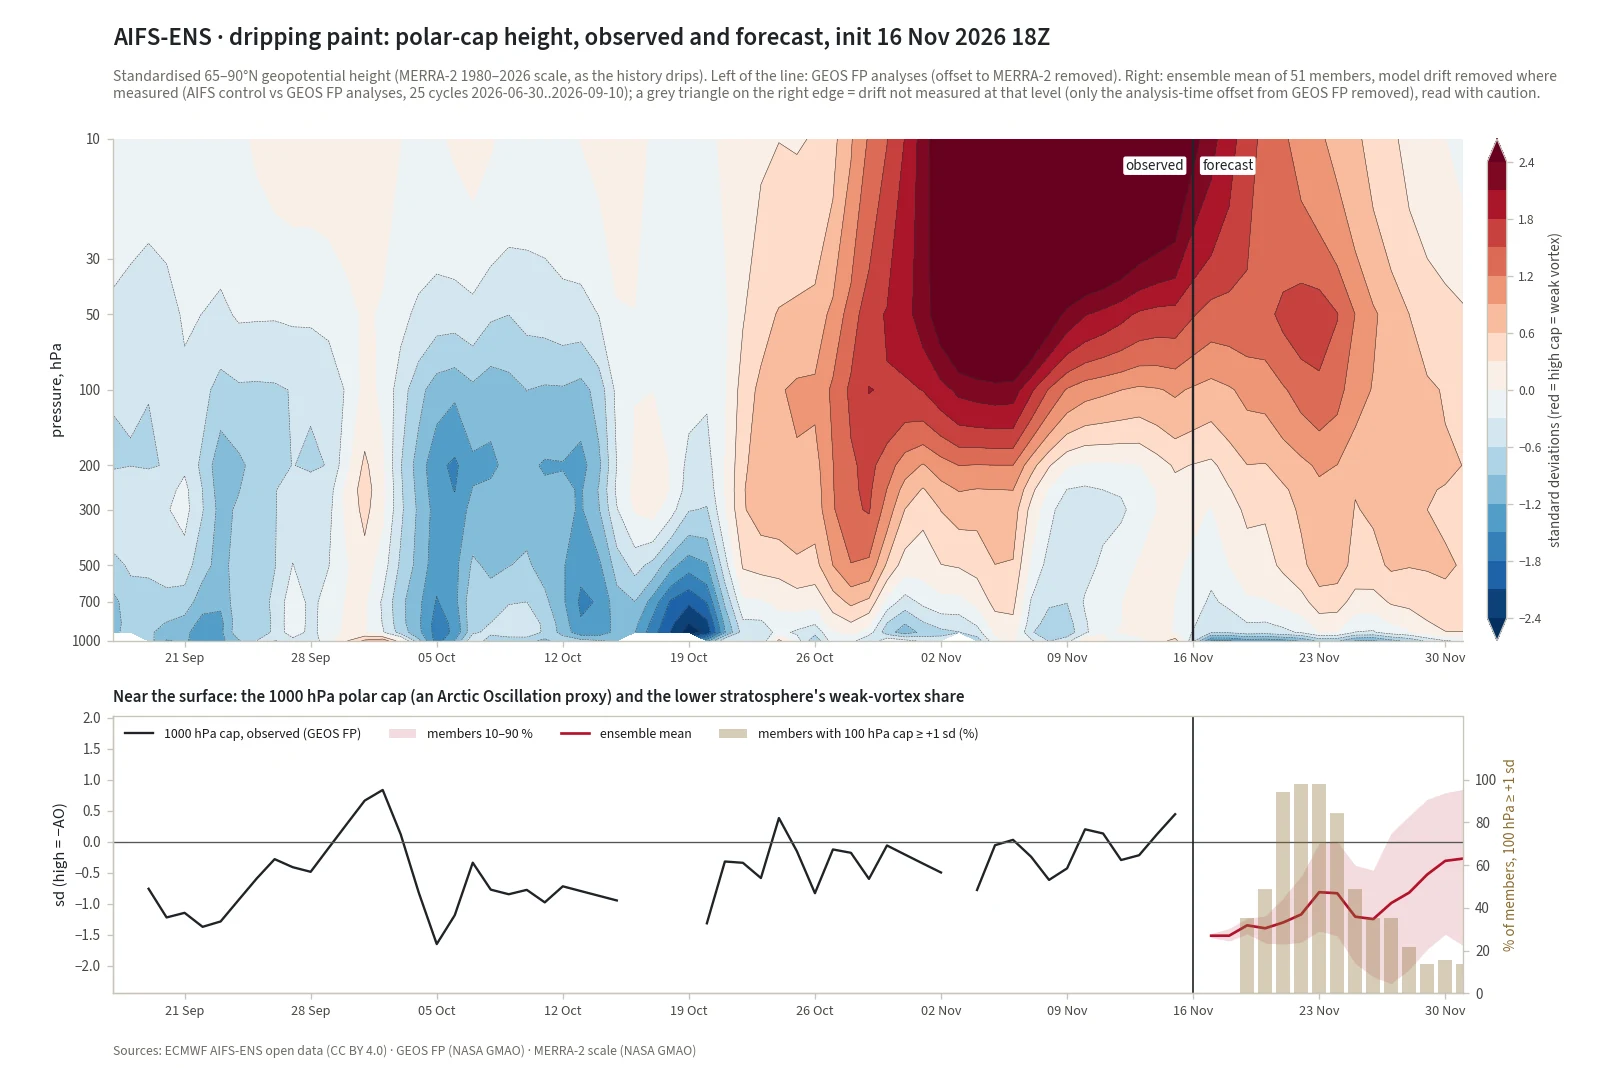 AIFS-ENS · dripping paint: polar-cap height, observed and forecast, init 16 Nov 2026 18Z
Standardised 65–90°N geopotential height (MERRA-2 1980–2026 scale, as the history drips). Left of the line: GEOS FP analyses (offset to MERRA-2 removed). Right: ensemble mean of 51 members, model drift removed where
measured (AIFS control vs GEOS FP analyses, 25 cycles 2026-06-30..2026-09-10); a grey triangle on the right edge = drift not measured at that level (only the analysis-time offset from GEOS FP removed), read with caution.
pressure, hPa
10
30
50
100
200
300
500
700
1000
observed
forecast
21 Sep
28 Sep
05 Oct
12 Oct
19 Oct
26 Oct
02 Nov
09 Nov
16 Nov
23 Nov
30 Nov
2.4
1.8
1.2
0.6
0.0
−0.6
−1.2
−1.8
−2.4
standard deviations (red = high cap = weak vortex)
Near the surface: the 1000 hPa polar cap (an Arctic Oscillation proxy) and the lower stratosphere's weak-vortex share
sd (high = −AO)
2.0
1.5
1.0
0.5
0.0
−0.5
−1.0
−1.5
−2.0
1000 hPa cap, observed (GEOS FP)
members 10–90 %
ensemble mean
members with 100 hPa cap ≥ +1 sd (%)
100
80
60
40
20
0
% of members, 100 hPa ≥ +1 sd
21 Sep
28 Sep
05 Oct
12 Oct
19 Oct
26 Oct
02 Nov
09 Nov
16 Nov
23 Nov
30 Nov
Sources: ECMWF AIFS-ENS open data (CC BY 4.0) · GEOS FP (NASA GMAO) · MERRA-2 scale (NASA GMAO)